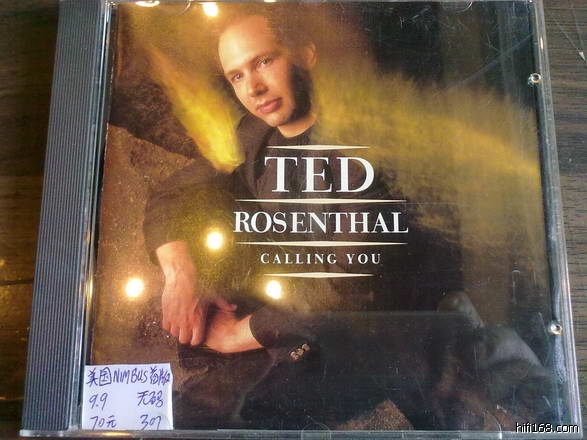 TED
ROSENTHAL
CALLING YOU
美国NIMBUS首版
9.9 无码
70元 307
hifi168.com